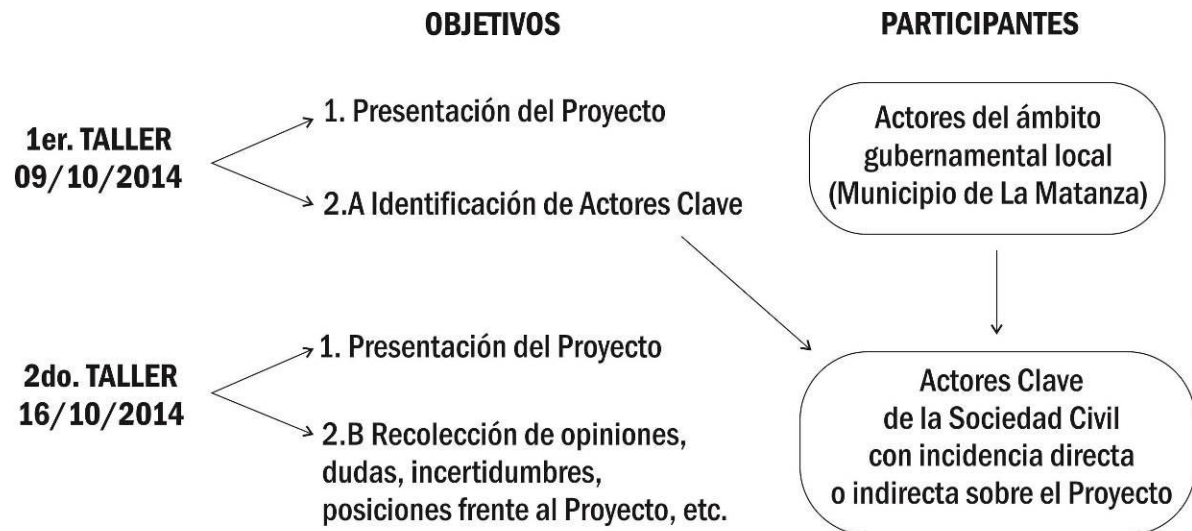 OBJETIVOS
PARTICIPANTES
1er. TALLER
09/10/2014
1. Presentación del Proyecto
2.A Identificación de Actores Clave
Actores del ámbito
gubernamental local
(Municipio de La Matanza)
2do. TALLER
16/10/2014
1. Presentación del Proyecto
2.B Recolección de opiniones,
dudas, incertidumbres,
posiciones frente al Proyecto, etc.
Actores Clave
de la Sociedad Civil
con incidencia directa
o indirecta sobre el Proyecto